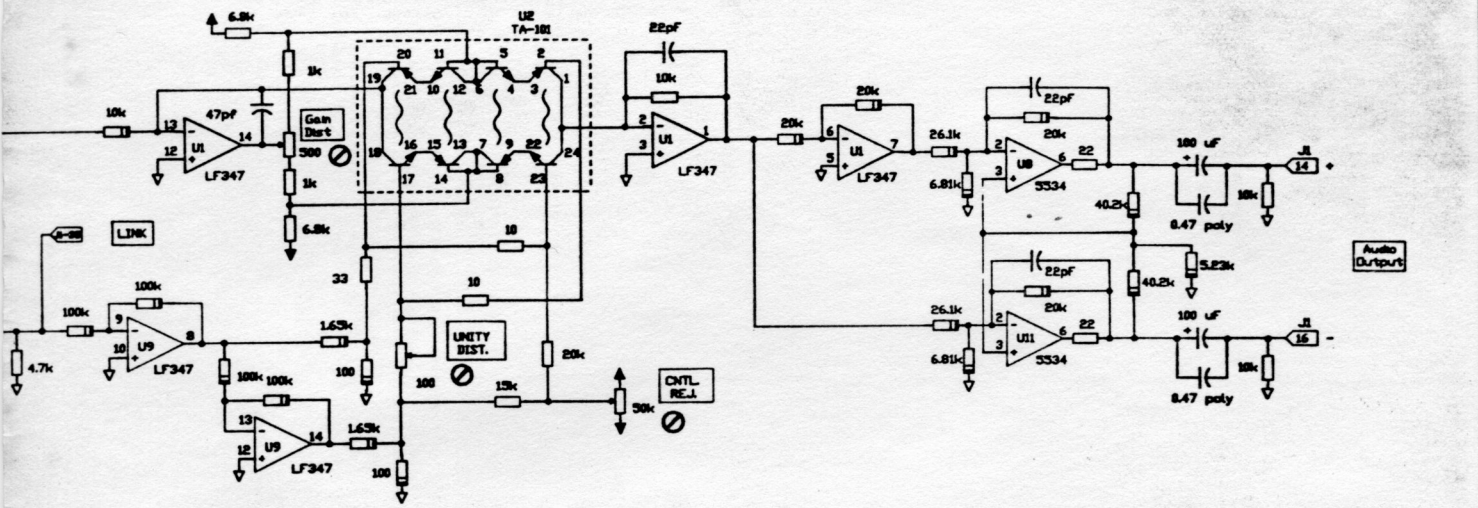 6.8k
U2
TA-101
1k
20 11 5 2
19 21 10 12 6 4 3 1
22pF
10k
10k
47pf
13
14
12
U1
LF347
Gain
Dist
500
1k
6.8k
18 16 15 13 7 9 22 24
17 14 8 23
2
3
1
U1
LF347
20k
20k
6
5
7
U1
LF347
26.1k
6.81k
22pF
20k
2
3
6
U8
5534
22
100 uF
+
0.47 poly
10k
J1
14
+
40.2k
LINK
10
33
10
100k
100k
9
10
8
U9
LF347
4.7k
100k
100k
13
12
14
U9
LF347
1.65k
100
1.65k
100
UNITY
DIST.
100
20k
15k
50k
CNTL.
REJ.
5.23k
40.2k
Audio
Output
26.1k
6.81k
22pF
20k
2
3
6
U11
5534
22
100 uF
+
0.47 poly
10k
J1
16
-